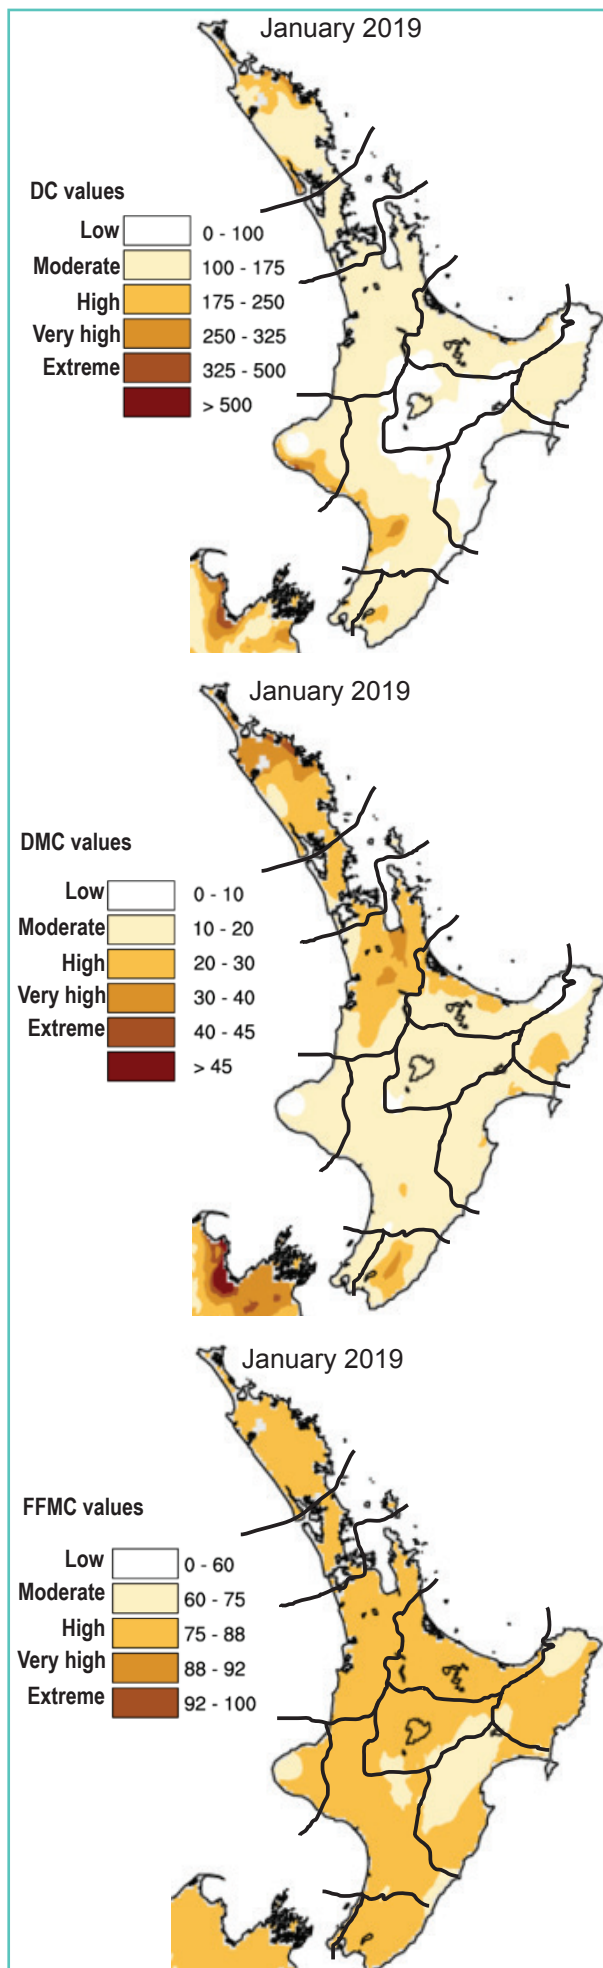 January 2019
DC values
Low 0 - 100
Moderate 100 - 175
High 175 - 250
Very high 250 - 325
Extreme 325 - 500
> 500
January 2019
DMC values
Low 0 - 10
Moderate 10 - 20
High 20 - 30
Very high 30 - 40
Extreme 40 - 45
> 45
January 2019
FFMC values
Low 0 - 60
Moderate 60 - 75
High 75 - 88
Very high 88 - 92
Extreme 92 - 100